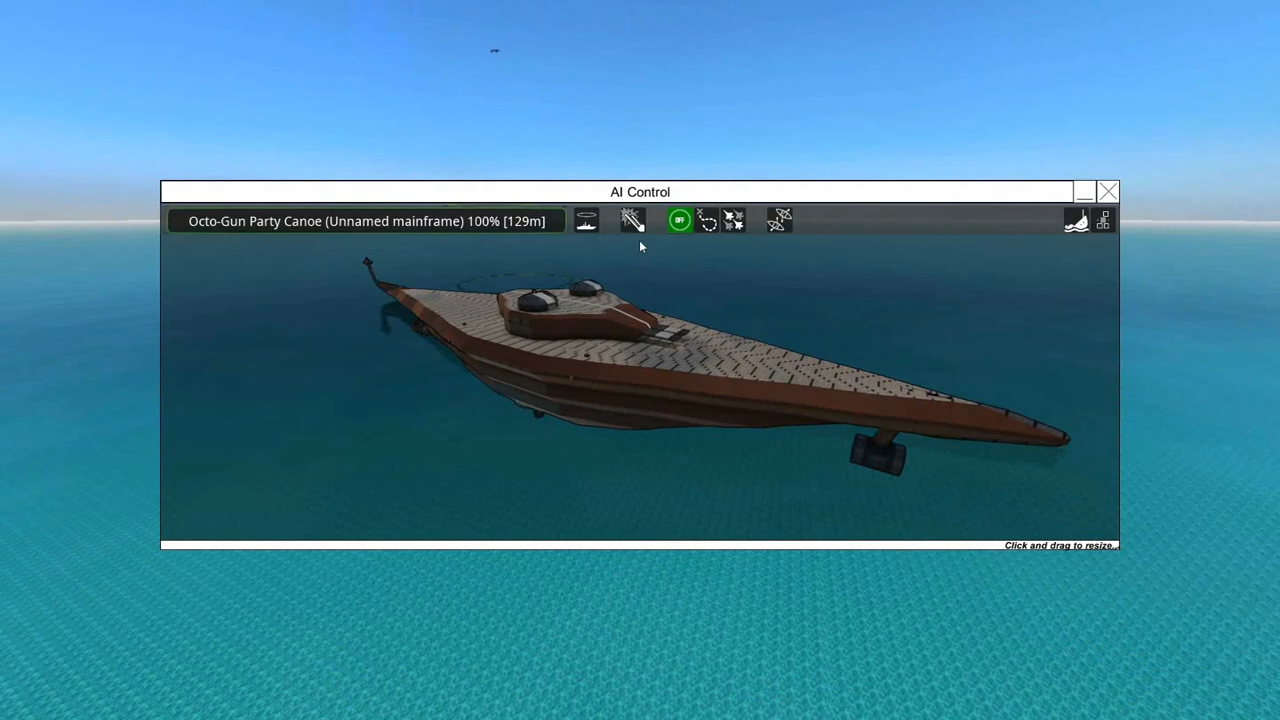 AI Control
Octo-Gun Party Canoe (Unnamed mainframe) 100% [129m]
OFF
Click and drag to resize...